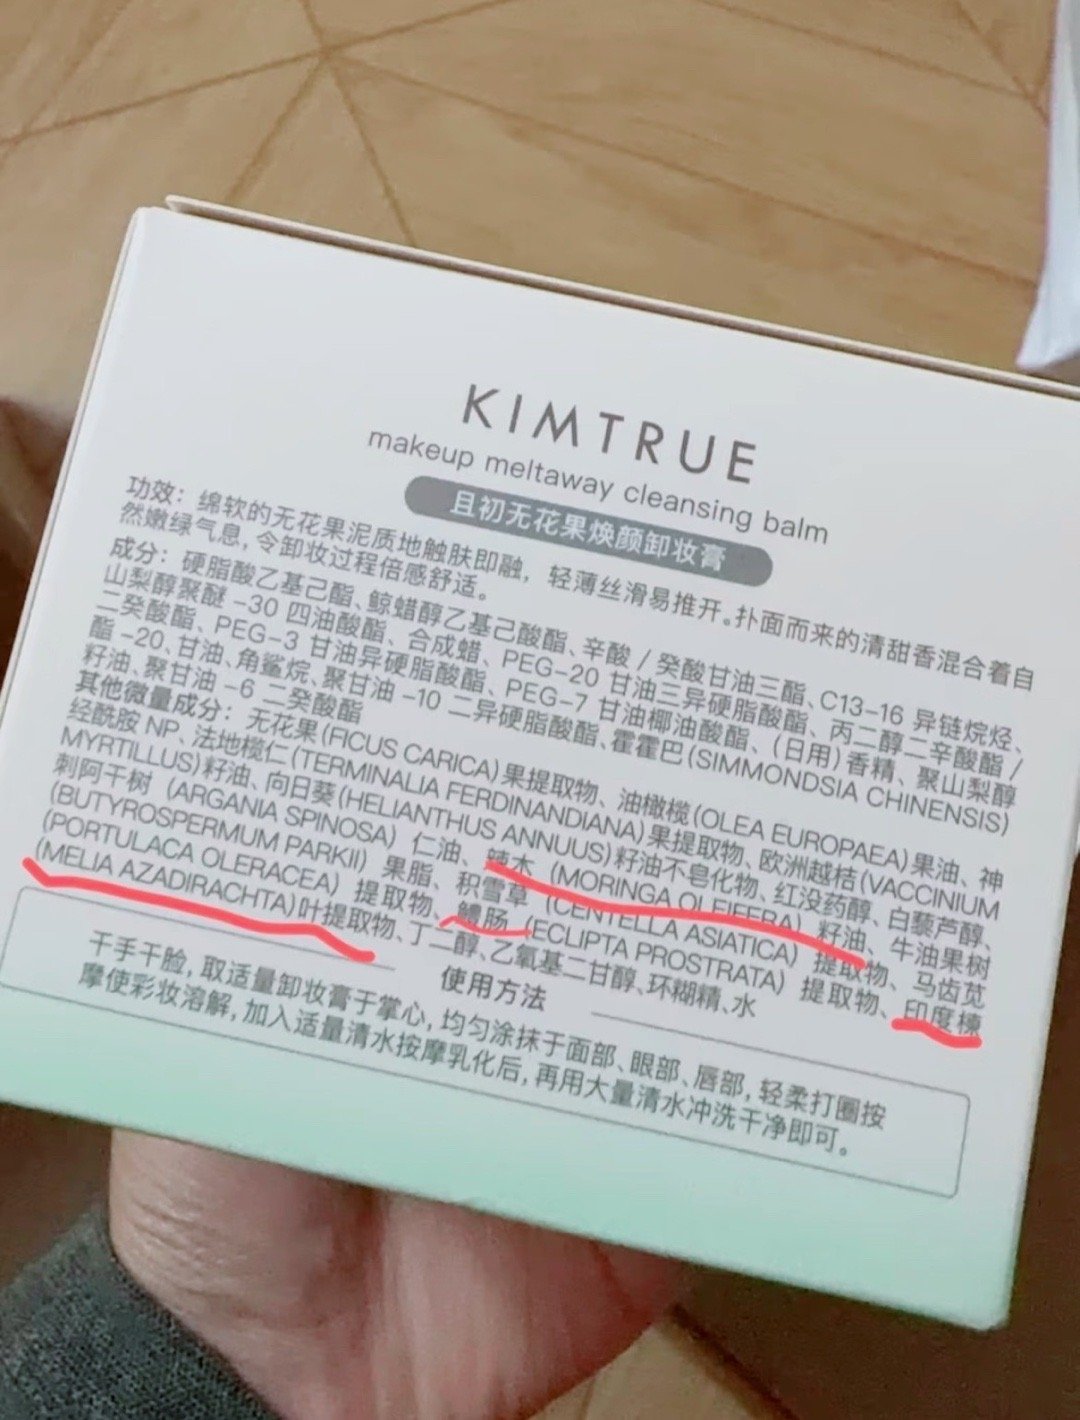 KIMTRUE
makeup meltaway cleansing balm
且初无花果焕颜卸妆膏
功效：绵软的无花果泥质地触肤即融，轻薄丝滑易推开。扑面而来的清甜香混合着自
然嫩绿气息，令卸妆过程倍感舒适。
成分：硬脂酸乙基己酯、鲸蜡醇乙基己酸酯、辛酸/癸酸甘油三酯、C13-16 异链烷烃、
山梨醇聚醚-30 四油酸酯、合成蜡、PEG-20 甘油三异硬脂酸酯、丙二醇二辛酸酯/
二癸酸酯、PEG-3 甘油异硬脂酸酯、PEG-7 甘油椰油酸酯、(日用)香精、聚山梨醇
酯-20、甘油、角鲨烷、聚甘油-10 二异硬脂酸酯、霍霍巴(SIMMONDSIA CHINENSIS)
籽油、聚甘油-6 二癸酸酯
其他微量成分：无花果(FICUS CARICA)果提取物、油橄榄(OLEA EUROPAEA)果油、神
经酰胺 NP、法地榄仁(TERMINALIA FERDINANDIANA)果提取物、欧洲越桔(VACCINIUM
MYRTILLUS)籽油、向日葵(HELIANTHUS ANNUUS)籽油不皂化物、红没药醇、白藜芦醇、
刺阿干树 (ARGANIA SPINOSA) 仁油、辣木 (MORINGA OLEIFERA) 籽油、牛油果树
(BUTYROSPERMUM PARKII) 果脂、积雪草 (CENTELLA ASIATICA) 提取物、马齿苋
(PORTULACA OLERACEA) 提取物、鳢肠 (ECLIPTA PROSTRATA) 提取物、印度楝
(MELIA AZADIRACHTA)叶提取物、丁二醇、乙氧基二甘醇、环糊精、水
使用方法
干手干脸，取适量卸妆膏于掌心，均匀涂抹于面部、眼部、唇部，轻柔打圈按
摩使彩妆溶解，加入适量清水按摩乳化后，再用大量清水冲洗干净即可。